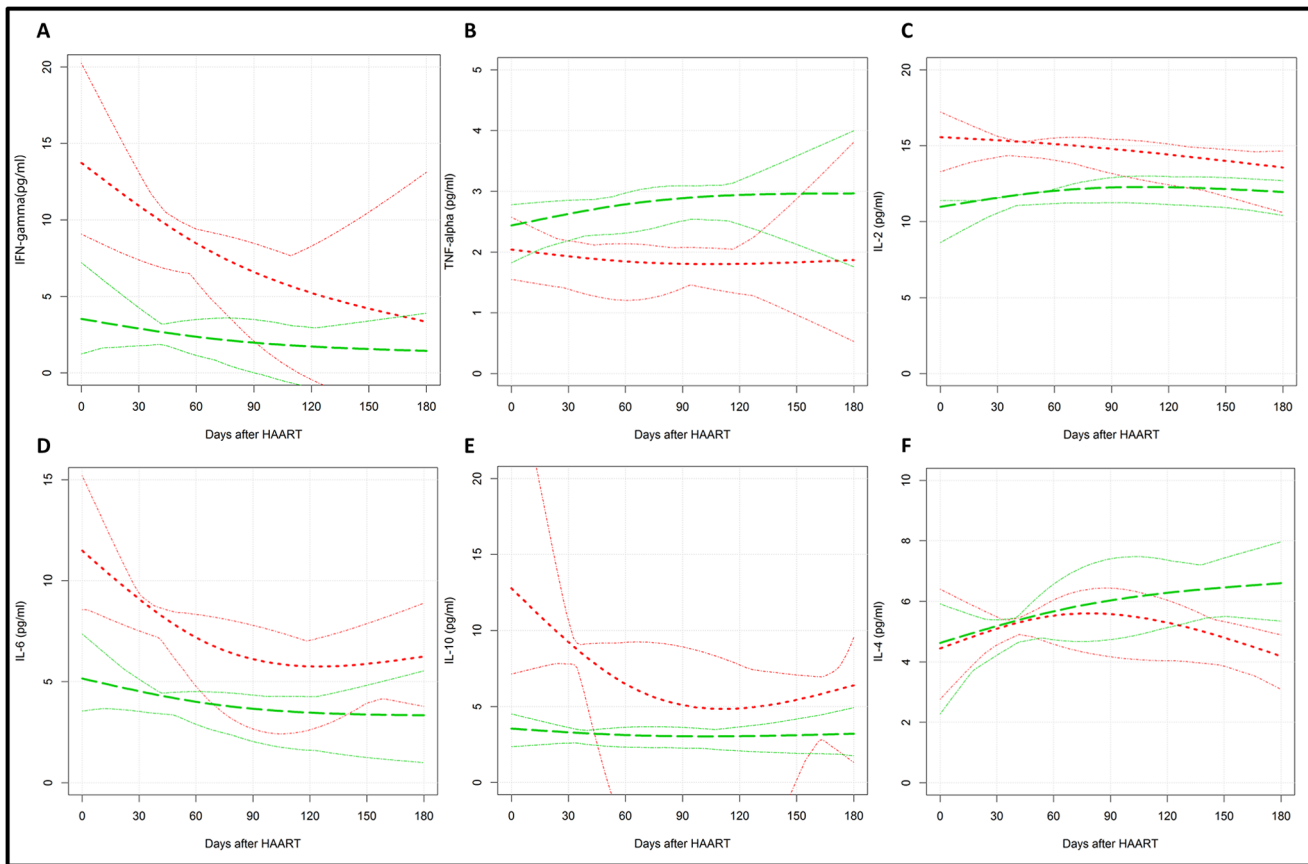 A
IFN-gamma(pg/ml)
20
15
10
5
0
0 30 60 90 120 150 180
Days after HAART
B
TNF-alpha (pg/ml)
5
4
3
2
1
0
0 30 60 90 120 150 180
Days after HAART
C
IL-2 (pg/ml)
20
15
10
5
0
0 30 60 90 120 150 180
Days after HAART
D
IL-6 (pg/ml)
15
10
5
0
0 30 60 90 120 150 180
Days after HAART
E
IL-10 (pg/ml)
20
15
10
5
0
0 30 60 90 120 150 180
Days after HAART
F
IL-4 (pg/ml)
10
8
6
4
2
0
0 30 60 90 120 150 180
Days after HAART